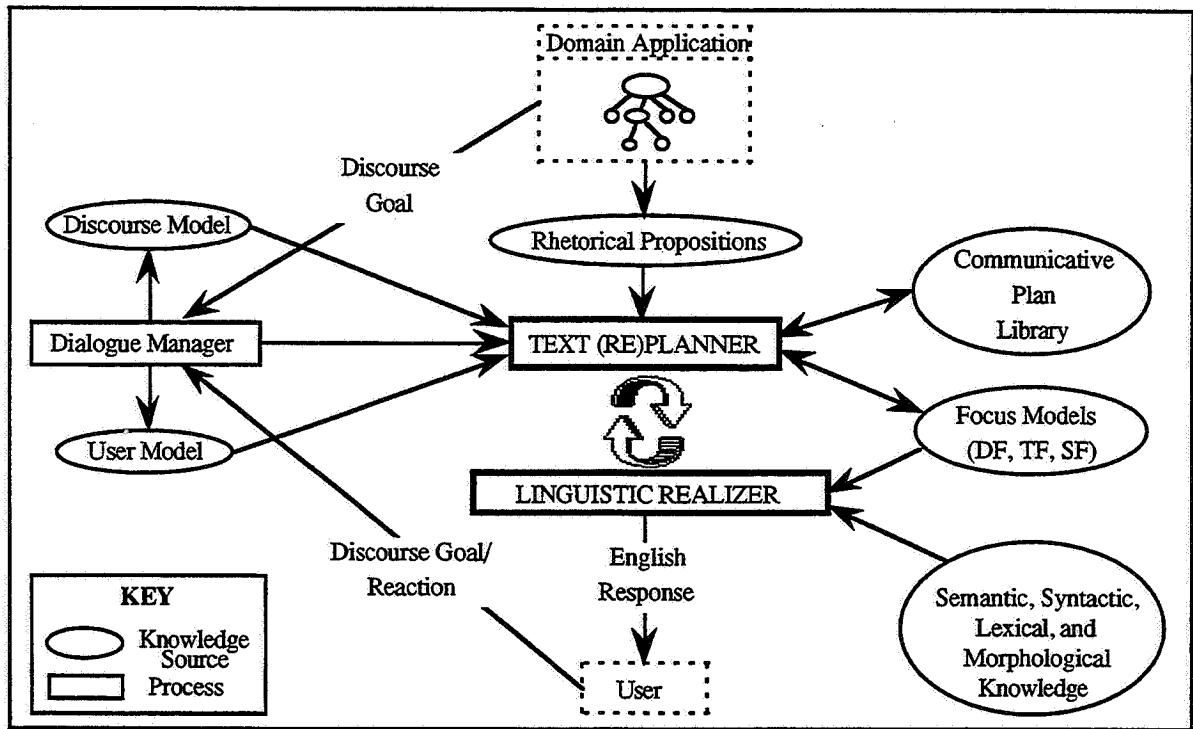 Domain Application
Discourse
Goal
Discourse Model
Rhetorical Propositions
Communicative
Plan
Library
Dialogue Manager
TEXT (RE)PLANNER
User Model
Focus Models
(DF, TF, SF)
LINGUISTIC REALIZER
Discourse Goal/
Reaction
English
Response
KEY
Knowledge
Source
Process
Semantic, Syntactic,
Lexical, and
Morphological
Knowledge
User